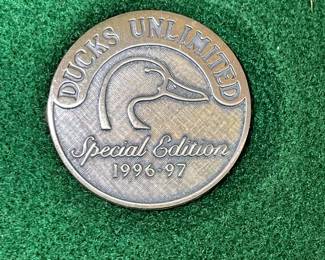 DUCKS UNLIMITED
Special Edition
1996-97